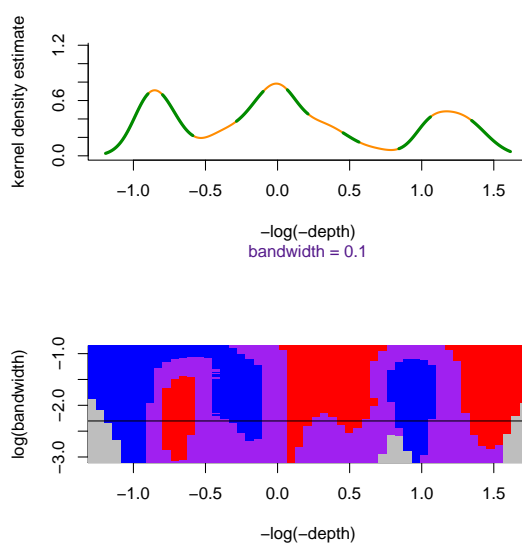 kernel density estimate
0.0 0.6 1.2
−1.0 −0.5 0.0 0.5 1.0 1.5
−log(−depth)
bandwidth = 0.1
log(bandwidth)
−3.0 −2.0 −1.0
−1.0 −0.5 0.0 0.5 1.0 1.5
−log(−depth)